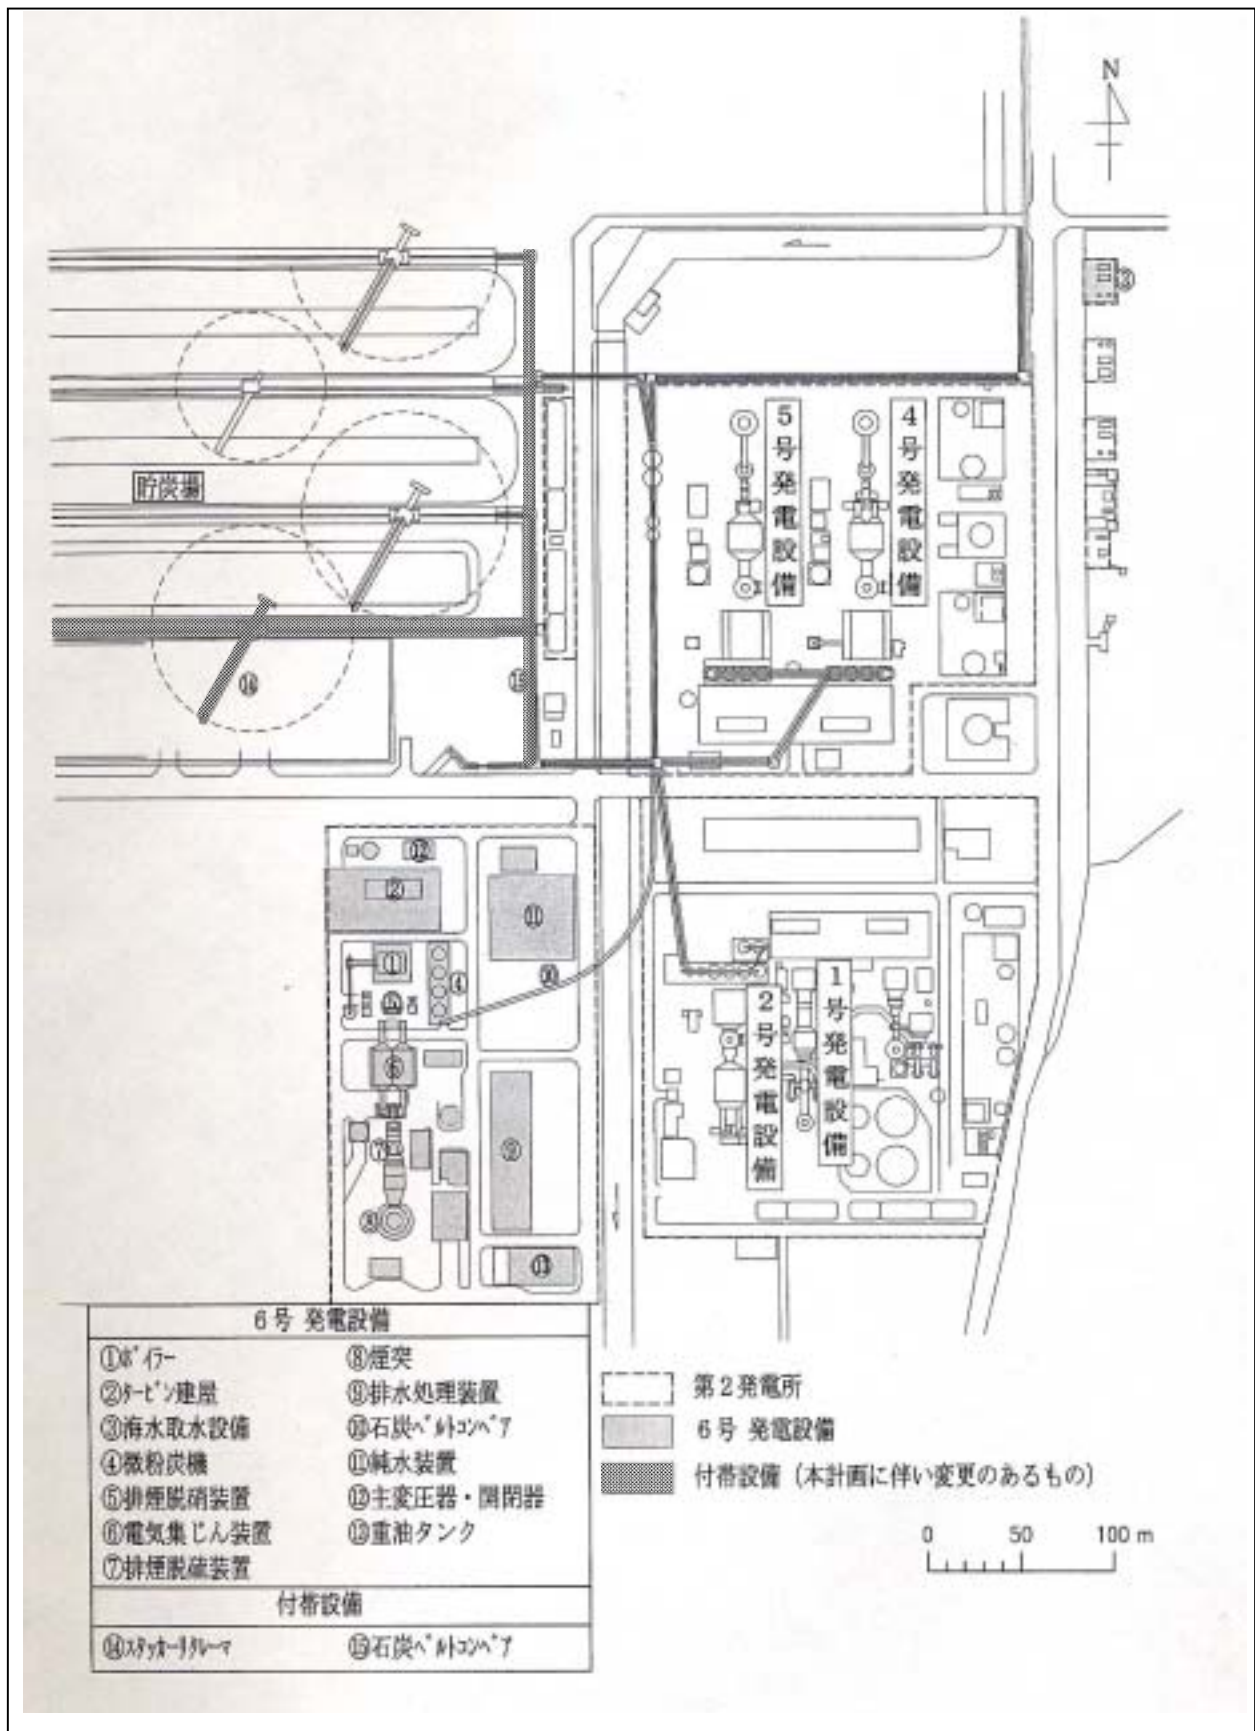 N
③
5号発電設備
4号発電設備
貯炭場
⑭
⑮
⑫
②
⑪
①
④
⑩
⑤
⑥
2号発電設備
1号発電設備
⑦
⑨
⑧
⑬
6号 発電設備
①ボイラー ⑧煙突
②タービン建屋 ⑨排水処理装置
③海水取水設備 ⑩石炭ベルトコンベア
④微粉炭機 ⑪純水装置
⑤排煙脱硝装置 ⑫主変圧器・開閉器
⑥電気集じん装置 ⑬重油タンク
⑦排煙脱硫装置
付帯設備
⑭スタッカーリクレーマ ⑮石炭ベルトコンベア
第2発電所
6号 発電設備
付帯設備（本計画に伴い変更のあるもの）
0 50 100 m